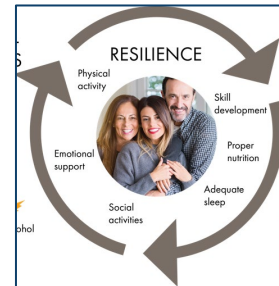 S
RESILIENCE
Physical
activity
Skill
development
Proper
nutrition
Adequate
sleep
Social
activities
Emotional
support
ohol